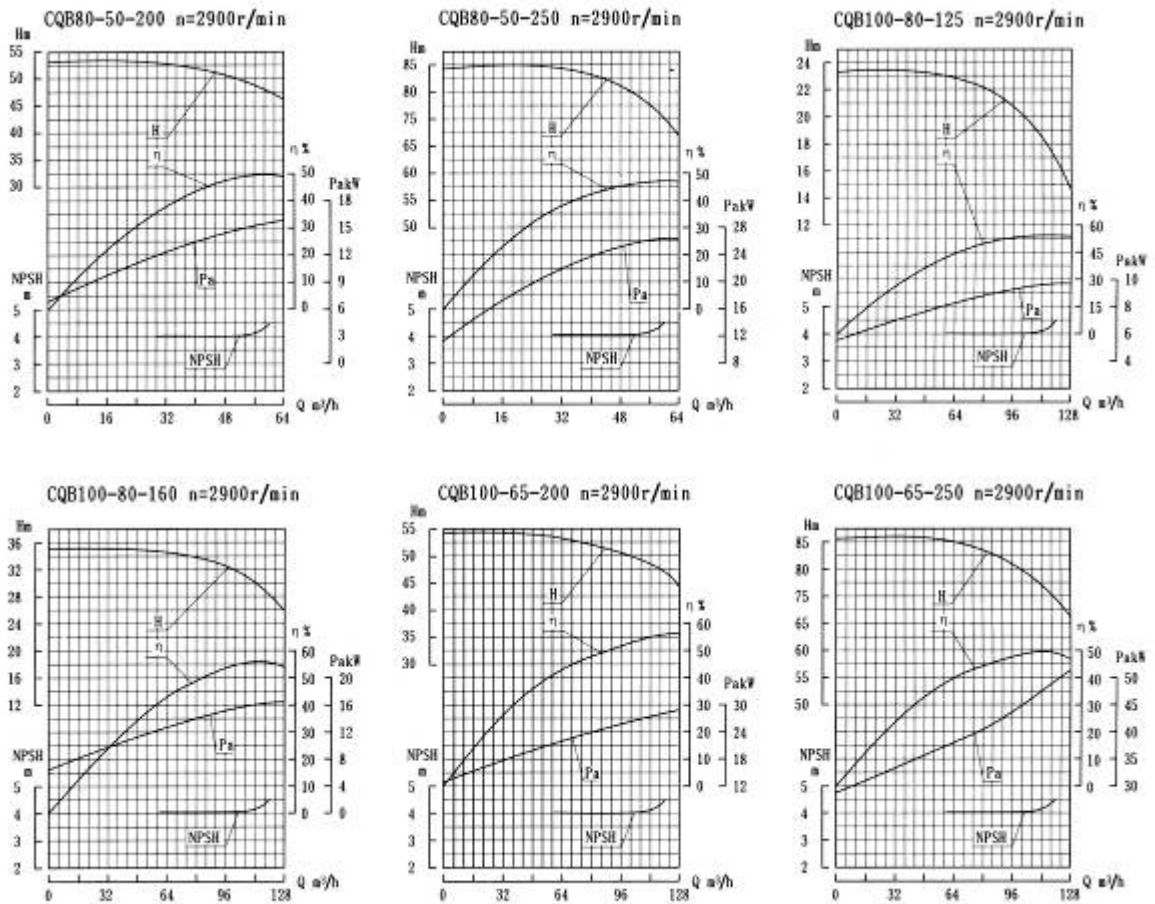 CQB80-50-200 n=2900r/min
Hm
55
50
45
40
35
30
H
η
η %
50
40
30
20
10
0
PakW
18
15
12
9
6
3
0
Pa
NPSH
m
5
4
3
2
NPSH
0 16 32 48 64
Q m³/h
CQB80-50-250 n=2900r/min
Hm
85
80
75
70
65
60
55
50
H
η
η %
50
40
30
20
10
0
PakW
28
24
20
16
12
8
Pa
NPSH
m
5
4
3
2
NPSH
0 16 32 48 64
Q m³/h
CQB100-80-125 n=2900r/min
Hm
24
22
20
18
16
14
12
H
η
η %
60
45
30
15
0
PakW
10
8
6
4
Pa
NPSH
m
5
4
3
2
NPSH
0 32 64 96 128
Q m³/h
CQB100-80-160 n=2900r/min
Hm
36
32
28
24
20
16
12
H
η
η %
60
50
40
30
20
10
0
PakW
20
16
12
8
4
0
Pa
NPSH
m
5
4
3
2
NPSH
0 32 64 96 128
Q m³/h
CQB100-65-200 n=2900r/min
Hm
55
50
45
40
35
30
H
η
η %
60
50
40
30
20
10
0
PakW
30
24
18
12
Pa
NPSH
m
5
4
3
2
NPSH
0 32 64 96 128
Q m³/h
CQB100-65-250 n=2900r/min
Hm
85
80
75
70
65
60
55
50
H
η
η %
50
40
30
20
10
0
PakW
50
45
40
35
30
Pa
NPSH
m
5
4
3
2
NPSH
0 32 64 96 128
Q m³/h